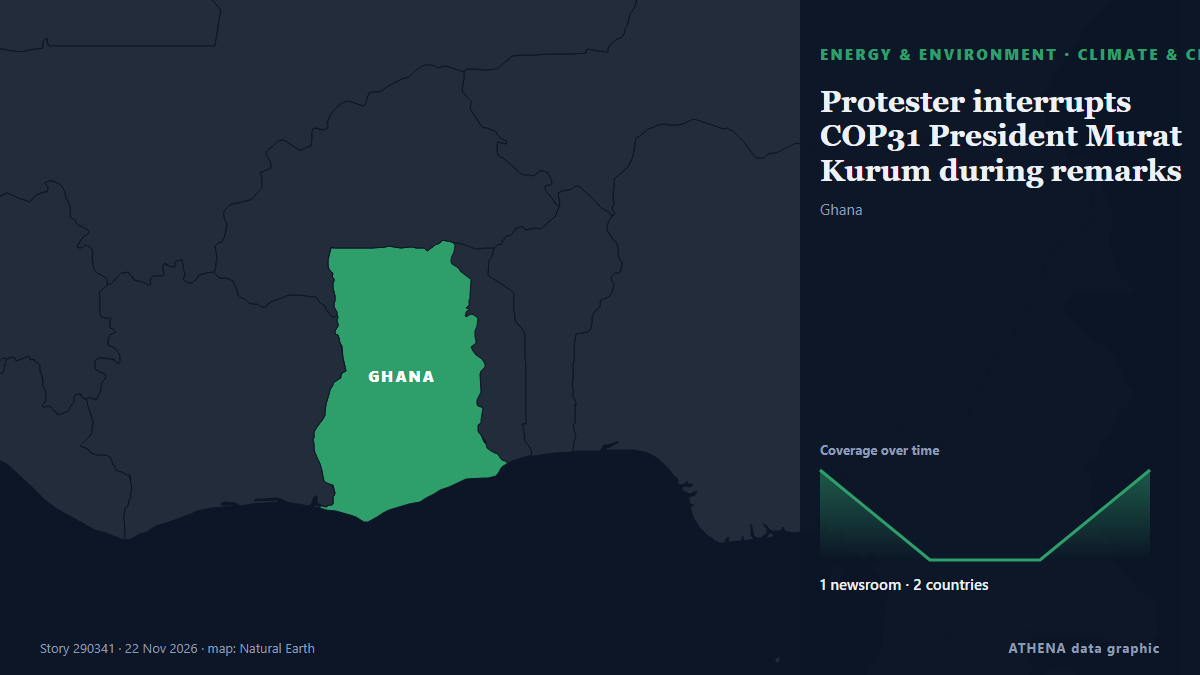 ENERGY & ENVIRONMENT · CLIMATE & C
Protester interrupts
COP31 President Murat
Kurum during remarks
Ghana
GHANA
Coverage over time
1 newsroom · 2 countries
Story 290341 · 22 Nov 2026 · map: Natural Earth
ATHENA data graphic